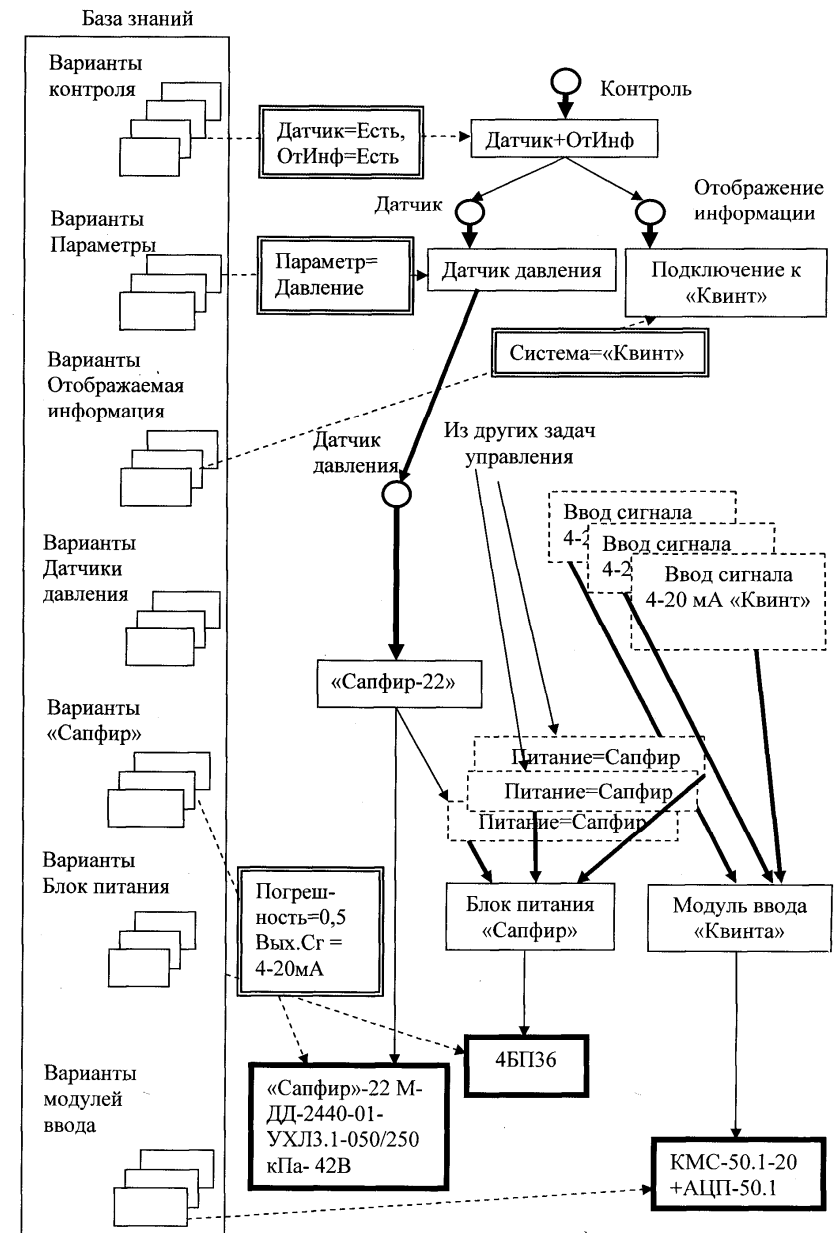 База знаний
Варианты
контроля
Контроль
Датчик=Есть,
ОтИнф=Есть
Датчик+ОтИнф
Варианты
Параметры
Датчик
Отображение
информации
Параметр=
Давление
Датчик давления
Подключение к
«Квинт»
Система=«Квинт»
Варианты
Отображаемая
информация
Датчик
давления
Из других задач
управления
Ввод сигнала
4-2
Ввод сигнала
4-2
Ввод сигнала
4-20 мА «Квинт»
Варианты
Датчики
давления
«Сапфир-22»
Варианты
«Сапфир»
Питание=Сапфир
Питание=Сапфир
Питание=Сапфир
Варианты
Блок питания
Погреш-
ность=0,5
Вых.Сг =
4-20мА
Блок питания
«Сапфир»
Модуль ввода
«Квинта»
4БП36
Варианты
модулей
ввода
«Сапфир»-22 М-
ДД-2440-01-
УХЛ3.1-050/250
кПа- 42В
КМС-50.1-20
+АЦП-50.1